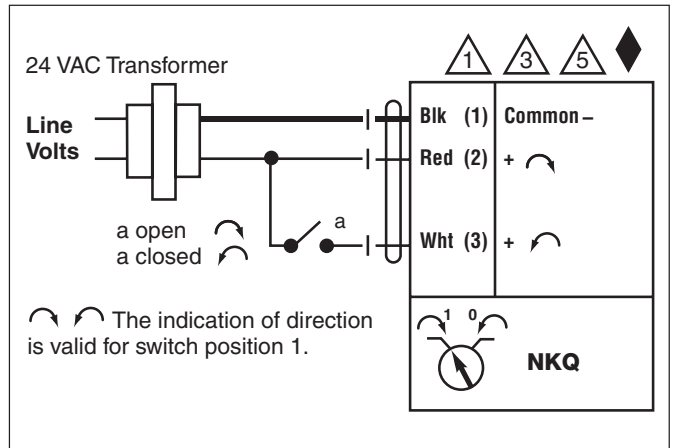 1 3 5
24 VAC Transformer
Line
Volts
Blk (1) Common –
Red (2) +
a
a open
a closed
Wht (3) +
The indication of direction
is valid for switch position 1.
1 0
NKQ